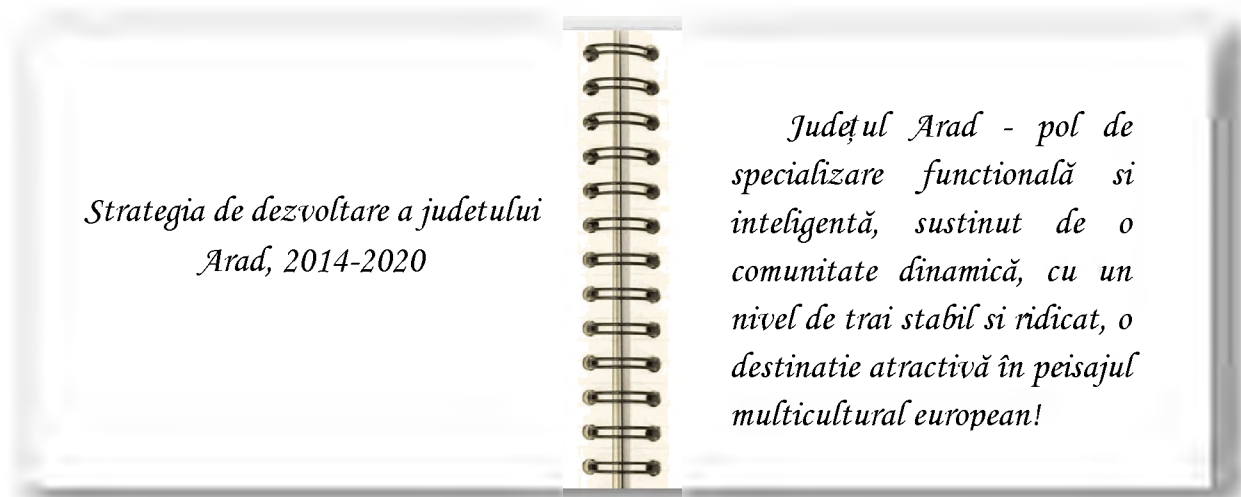 Strategia de dezvoltare a judetului
Arad, 2014-2020
Județul Arad - pol de
specializare functională si
inteligentă, sustinut de o
comunitate dinamică, cu un
nivel de trai stabil si ridicat, o
destinatie atractivă în peisajul
multicultural european!